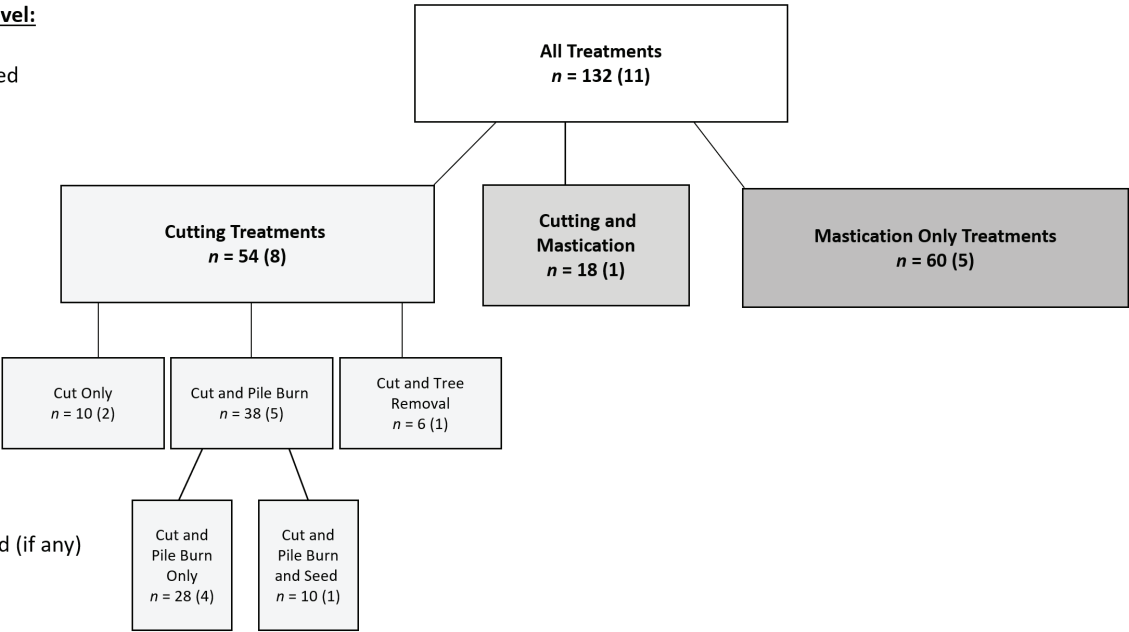 vel:
ed
All Treatments
n = 132 (11)
Cutting Treatments
n = 54 (8)
Cutting and
Mastication
n = 18 (1)
Mastication Only Treatments
n = 60 (5)
Cut Only
n = 10 (2)
Cut and Pile Burn
n = 38 (5)
Cut and Tree
Removal
n = 6 (1)
d (if any)
Cut and
Pile Burn
Only
n = 28 (4)
Cut and
Pile Burn
and Seed
n = 10 (1)